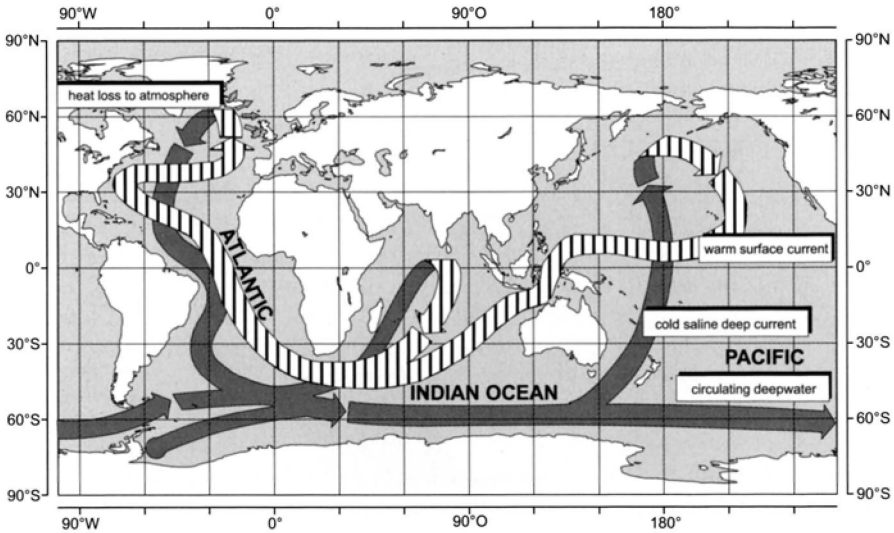 90°W 0° 90°O 180°
90°N 90°N
heat loss to atmosphere
60°N 60°N
30°N 30°N
ATLANTIC
warm surface current
0° 0°
cold saline deep current
30°S 30°S
PACIFIC
INDIAN OCEAN
circulating deepwater
60°S 60°S
90°S 90°S
90°W 0° 90°O 180°